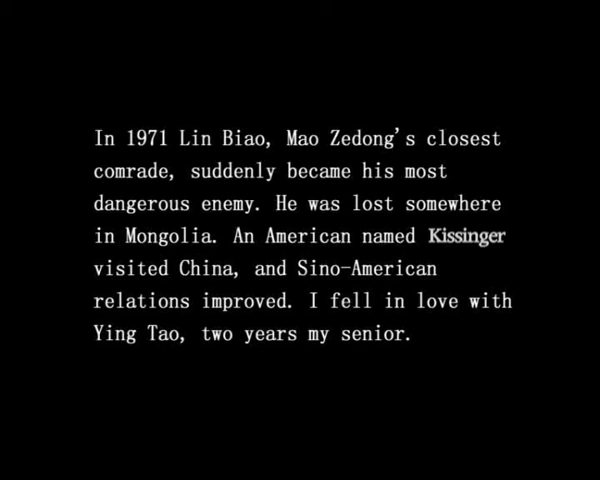 In 1971 Lin Biao, Mao Zedong's closest
comrade, suddenly became his most
dangerous enemy. He was lost somewhere
in Mongolia. An American named Kissinger
visited China, and Sino-American
relations improved. I fell in love with
Ying Tao, two years my senior.